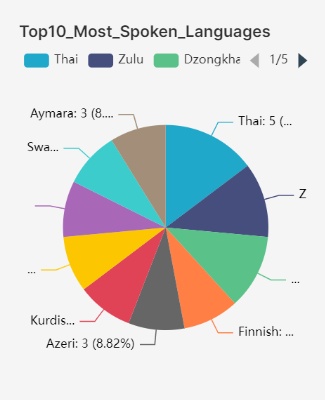 Top10_Most_Spoken_Languages
Thai Zulu Dzongkha 1/5
Aymara: 3 (8.... Thai: 5 (...
Swa...
Z
...
...
Kurdis... Finnish: ...
Azeri: 3 (8.82%)